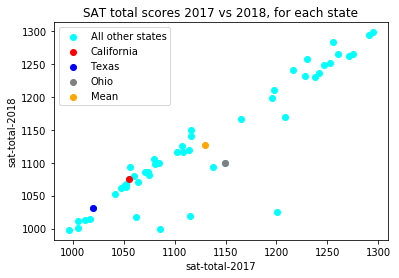 SAT total scores 2017 vs 2018, for each state
All other states
California
Texas
Ohio
Mean
sat-total-2018
1300
1250
1200
1150
1100
1050
1000
1000
1050
1100
1150
1200
1250
1300
sat-total-2017